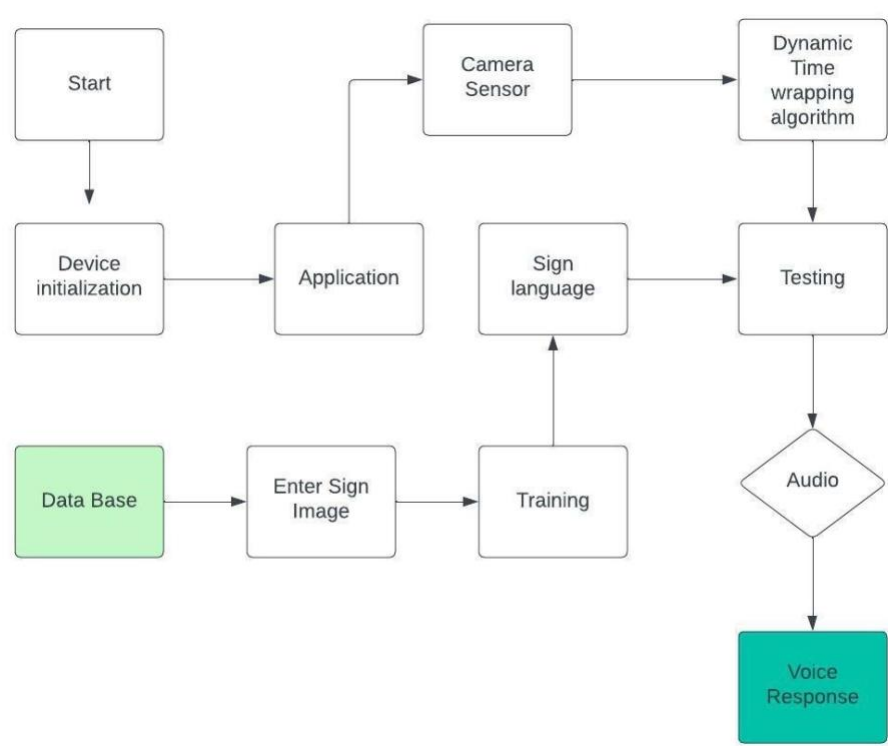 Start
Camera
Sensor
Dynamic
Time
wrapping
algorithm
Device
initialization
Application
Sign
language
Testing
Data Base
Enter Sign
Image
Training
Audio
Voice
Response